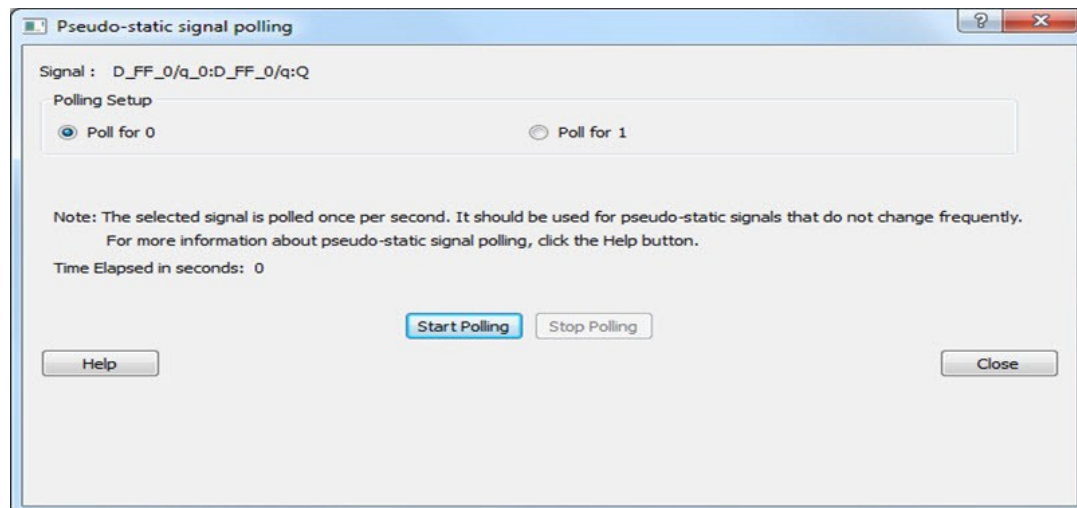 Pseudo-static signal polling
Signal : D_FF_0/q_0:D_FF_0/q:Q
Polling Setup
Poll for 0 Poll for 1
Note: The selected signal is polled once per second. It should be used for pseudo-static signals that do not change frequently.
For more information about pseudo-static signal polling, click the Help button.
Time Elapsed in seconds: 0
Start Polling Stop Polling
Help Close